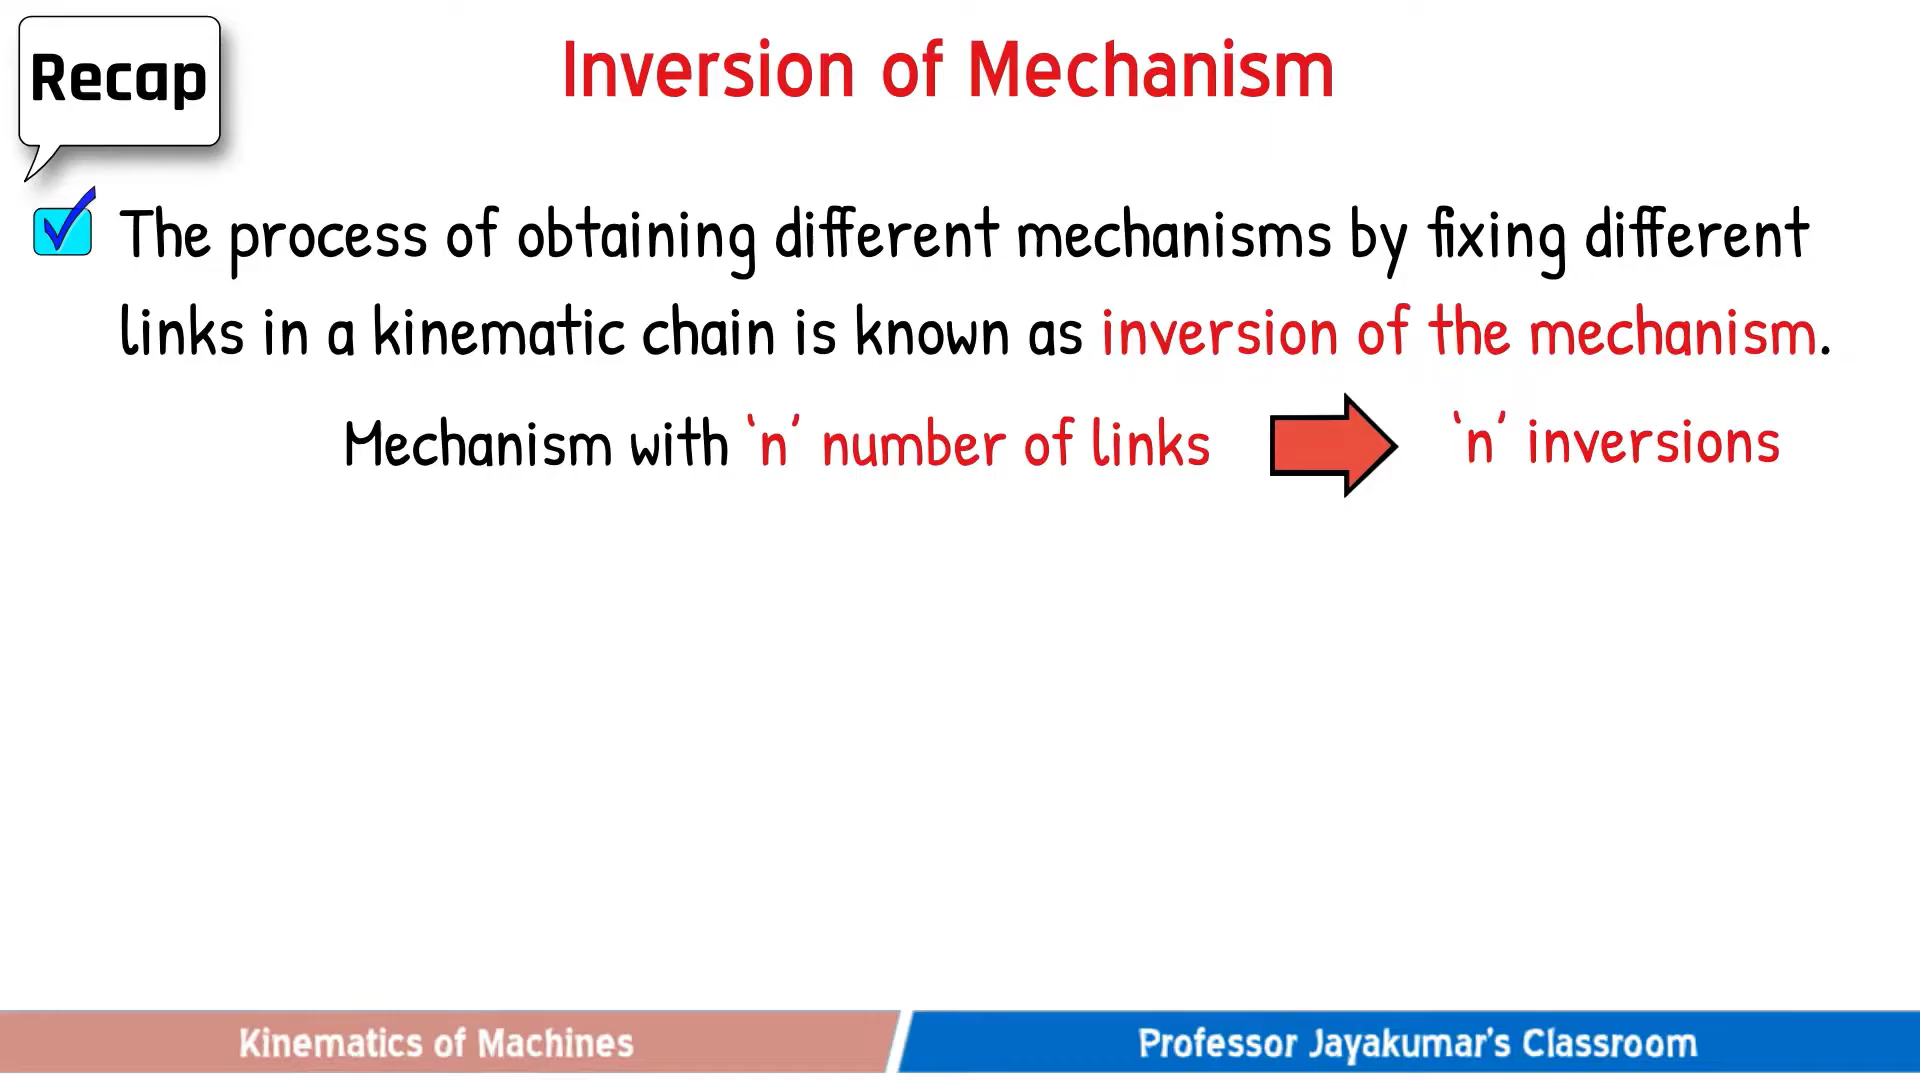 Recap
Inversion of Mechanism
The process of obtaining different mechanisms by fixing different
links in a kinematic chain is known as inversion of the mechanism.
Mechanism with ‘n’ number of links ‘n’ inversions
Kinematics of Machines
Professor Jayakumar's Classroom